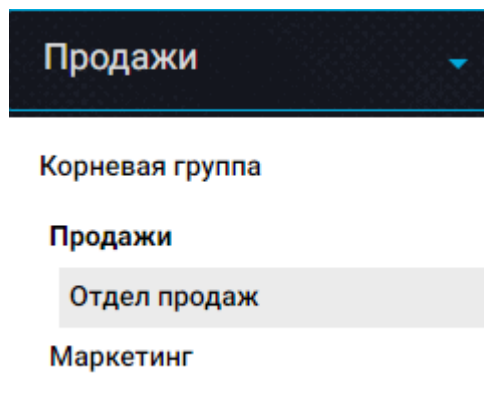 Продажи
Корневая группа
Продажи
Отдел продаж
Маркетинг